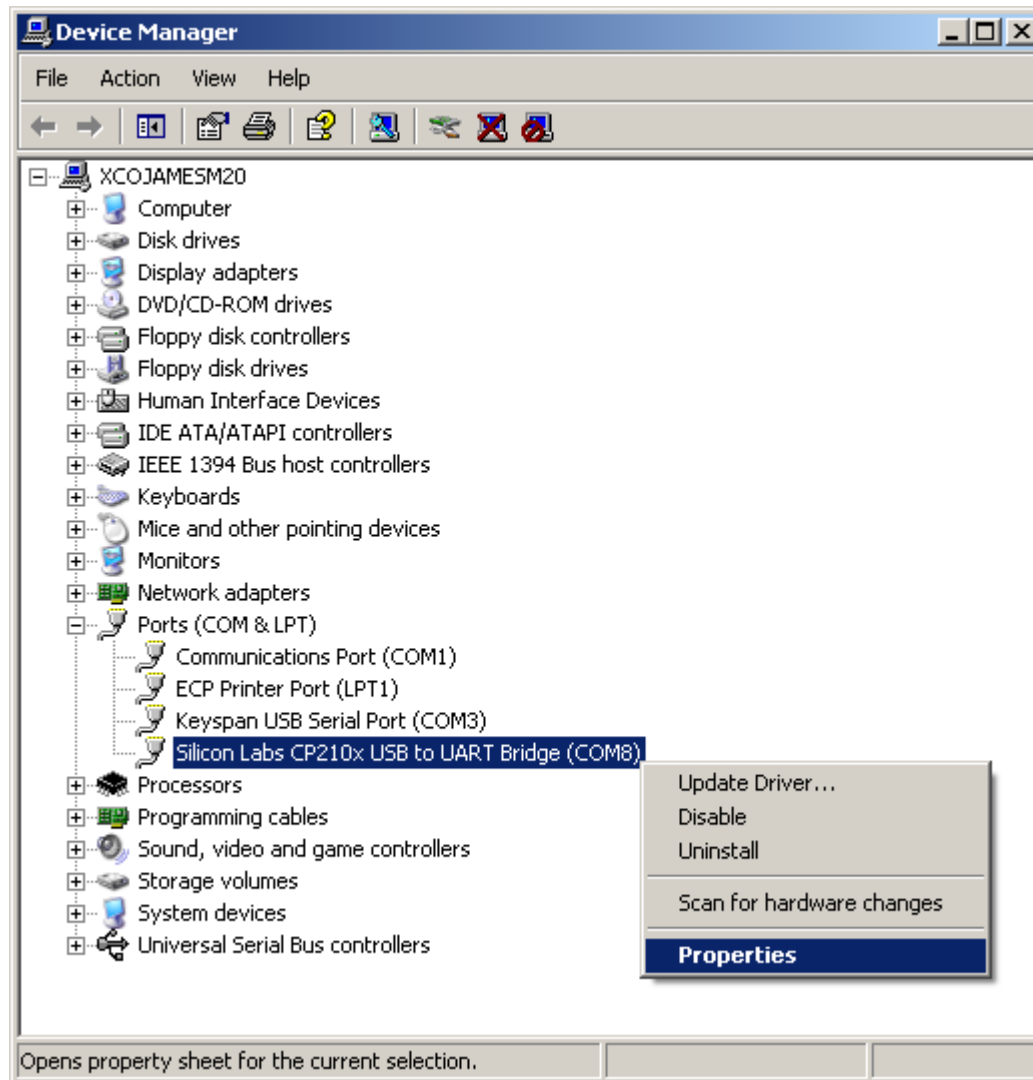 Device Manager
File Action View Help
XCOJAMESM20
Computer
Disk drives
Display adapters
DVD/CD-ROM drives
Floppy disk controllers
Floppy disk drives
Human Interface Devices
IDE ATA/ATAPI controllers
IEEE 1394 Bus host controllers
Keyboards
Mice and other pointing devices
Monitors
Network adapters
Ports (COM & LPT)
Communications Port (COM1)
ECP Printer Port (LPT1)
Keyspan USB Serial Port (COM3)
Silicon Labs CP210x USB to UART Bridge (COM8)
Processors
Programming cables
Sound, video and game controllers
Storage volumes
System devices
Universal Serial Bus controllers
Update Driver...
Disable
Uninstall
Scan for hardware changes
Properties
Opens property sheet for the current selection.